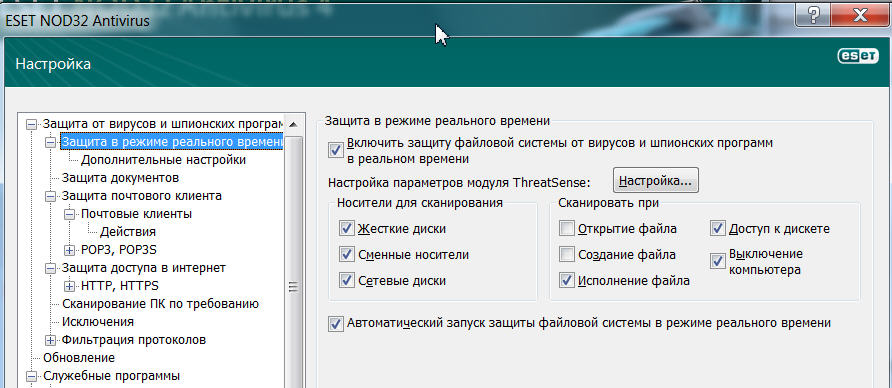 ESET NOD32 Antivirus
Настройка
eset
Защита от вирусов и шпионских програм
Защита в режиме реального времени
Дополнительные настройки
Защита документов
Защита почтового клиента
Почтовые клиенты
Действия
POP3, POP3S
Защита доступа в интернет
HTTP, HTTPS
Сканирование ПК по требованию
Исключения
Фильтрация протоколов
Обновление
Служебные программы
Защита в режиме реального времени
Включить защиту файловой системы от вирусов и шпионских программ
в реальном времени
Настройка параметров модуля ThreatSense:
Настройка...
Носители для сканирования
Жесткие диски
Сменные носители
Сетевые диски
Сканировать при
Открытие файла
Создание файла
Исполнение файла
Доступ к дискете
Выключение
компьютера
Автоматический запуск защиты файловой системы в режиме реального времени